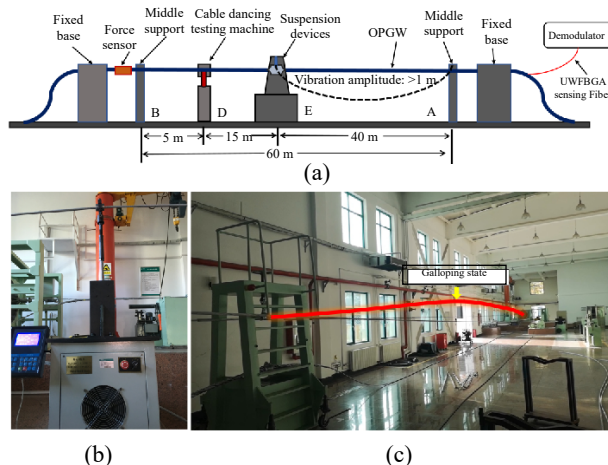 Fixed
base
Force
sensor
Middle
support
Cable dancing
testing machine
Suspension
devices
OPGW
Middle
support
Fixed
base
Demodulator
UWFBGA
sensing Fiber
Vibration amplitude: >1 m
B
D
E
A
5 m
15 m
40 m
60 m
(a)
Galloping state
(b)
(c)